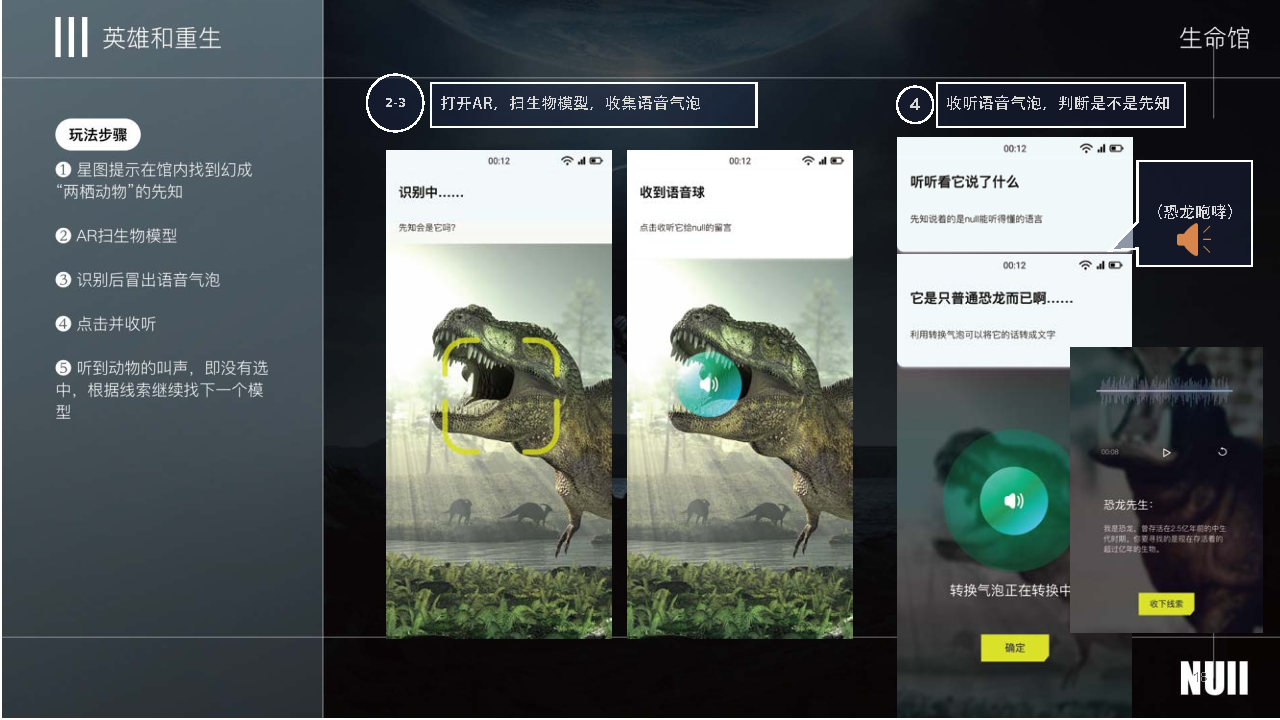 英雄和重生
生命馆
玩法步骤
❶ 星图提示在馆内找到幻成
“两栖动物”的先知
❷ AR扫生物模型
❸ 识别后冒出语音气泡
❹ 点击并收听
❺ 听到动物的叫声，即没有选
中，根据线索继续找下一个模
型
2-3
打开AR，扫生物模型，收集语音气泡
00:12
识别中……
先知会是它吗?
00:12
收到语音球
点击收听它给null的留言
4
收听语音气泡，判断是不是先知
00:12
听听看它说了什么
先知说着的是null能听得懂的语言
（恐龙咆哮）
00:12
它是只普通恐龙而已啊……
利用转换气泡可以将它的话转成文字
转换气泡正在转换中
确定
00:08
恐龙先生：
我是恐龙，曾存活在2.5亿年前的中生
代时期。你要寻找的是现在存活着的
超过亿年的生物。
收下线索
NUll